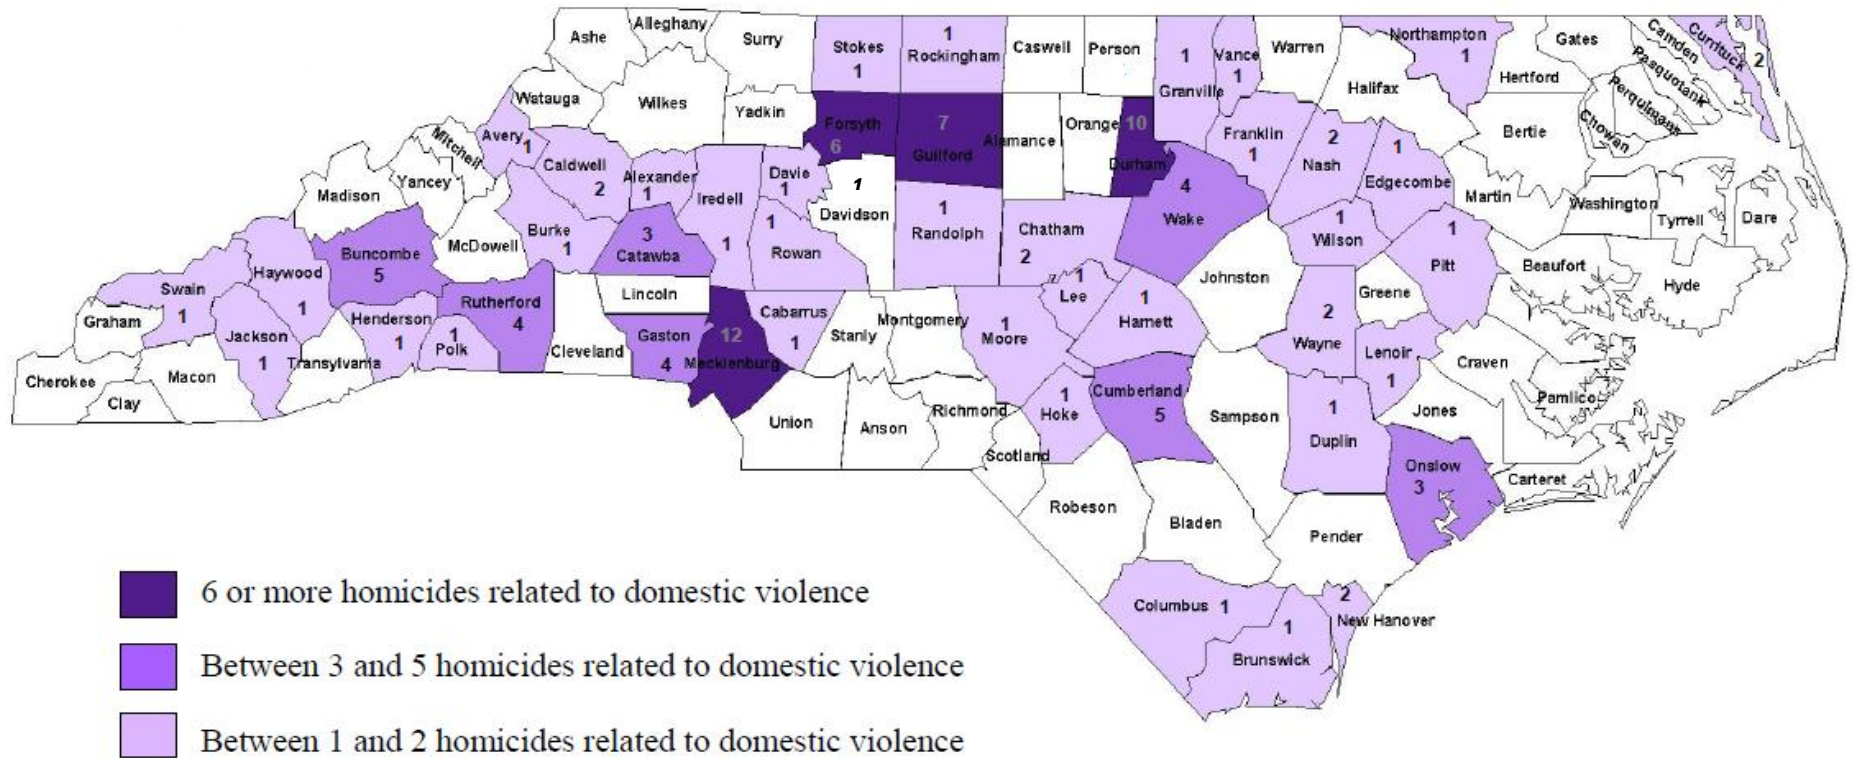 Ashe
Alleghany
Surry
Stokes
1
1
Rockingham
Caswell
Person
1
Granville
Vance
1
Warren
Northampton
1
Gates
Camden
Currituck
2
Pasquotank
Perquimans
Chowan
Hertford
Halifax
Bertie
Watauga
Wilkes
Yadkin
Forsyth
6
7
Guilford
Alamance
Orange
10
Durham
Franklin
1
2
Nash
1
Edgecombe
Martin
Washington
Tyrrell
Dare
Mitchell
Avery
1
Caldwell
2
Alexander
1
Iredell
1
Davie
1
1
Davidson
1
Rowan
1
Randolph
Chatham
2
4
Wake
1
Wilson
1
Pitt
Beaufort
Hyde
Madison
Yancey
McDowell
Burke
1
3
Catawba
Buncombe
5
Haywood
1
Swain
1
Graham
Jackson
1
Henderson
1
Transylvania
1
Polk
Rutherford
4
Cleveland
Lincoln
Gaston
4
12
Mecklenburg
Cabarrus
1
Stanly
Montgomery
1
Moore
1
Lee
1
Harnett
Johnston
2
Wayne
Greene
Lenoir
1
Craven
Pamlico
Cherokee
Clay
Macon
Union
Anson
Richmond
Scotland
1
Hoke
Cumberland
5
Sampson
1
Duplin
Jones
Onslow
3
Carteret
Robeson
Bladen
Pender
Columbus 1
1
Brunswick
2
New Hanover
6 or more homicides related to domestic violence
Between 3 and 5 homicides related to domestic violence
Between 1 and 2 homicides related to domestic violence